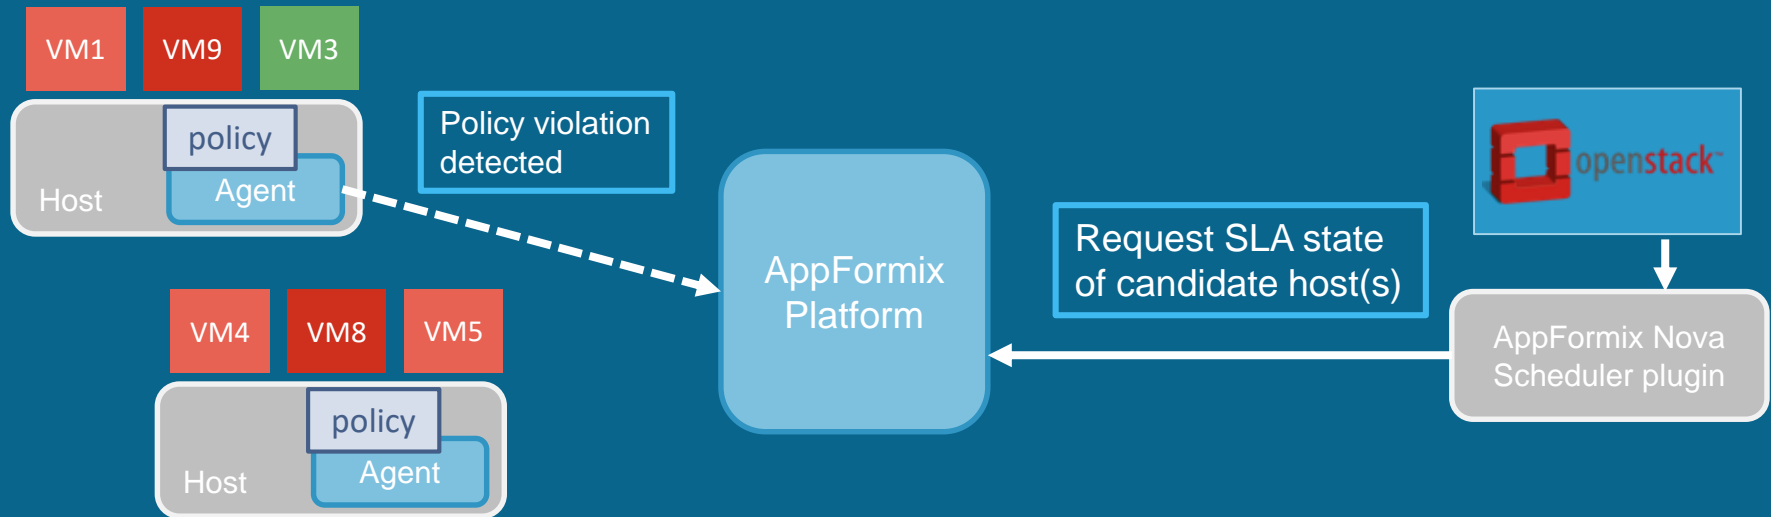 VM1
VM9
VM3
policy
Agent
Host
Policy violation
detected
VM4
VM8
VM5
policy
Agent
Host
AppFormix
Platform
Request SLA state
of candidate host(s)
openstack™
AppFormix Nova
Scheduler plugin